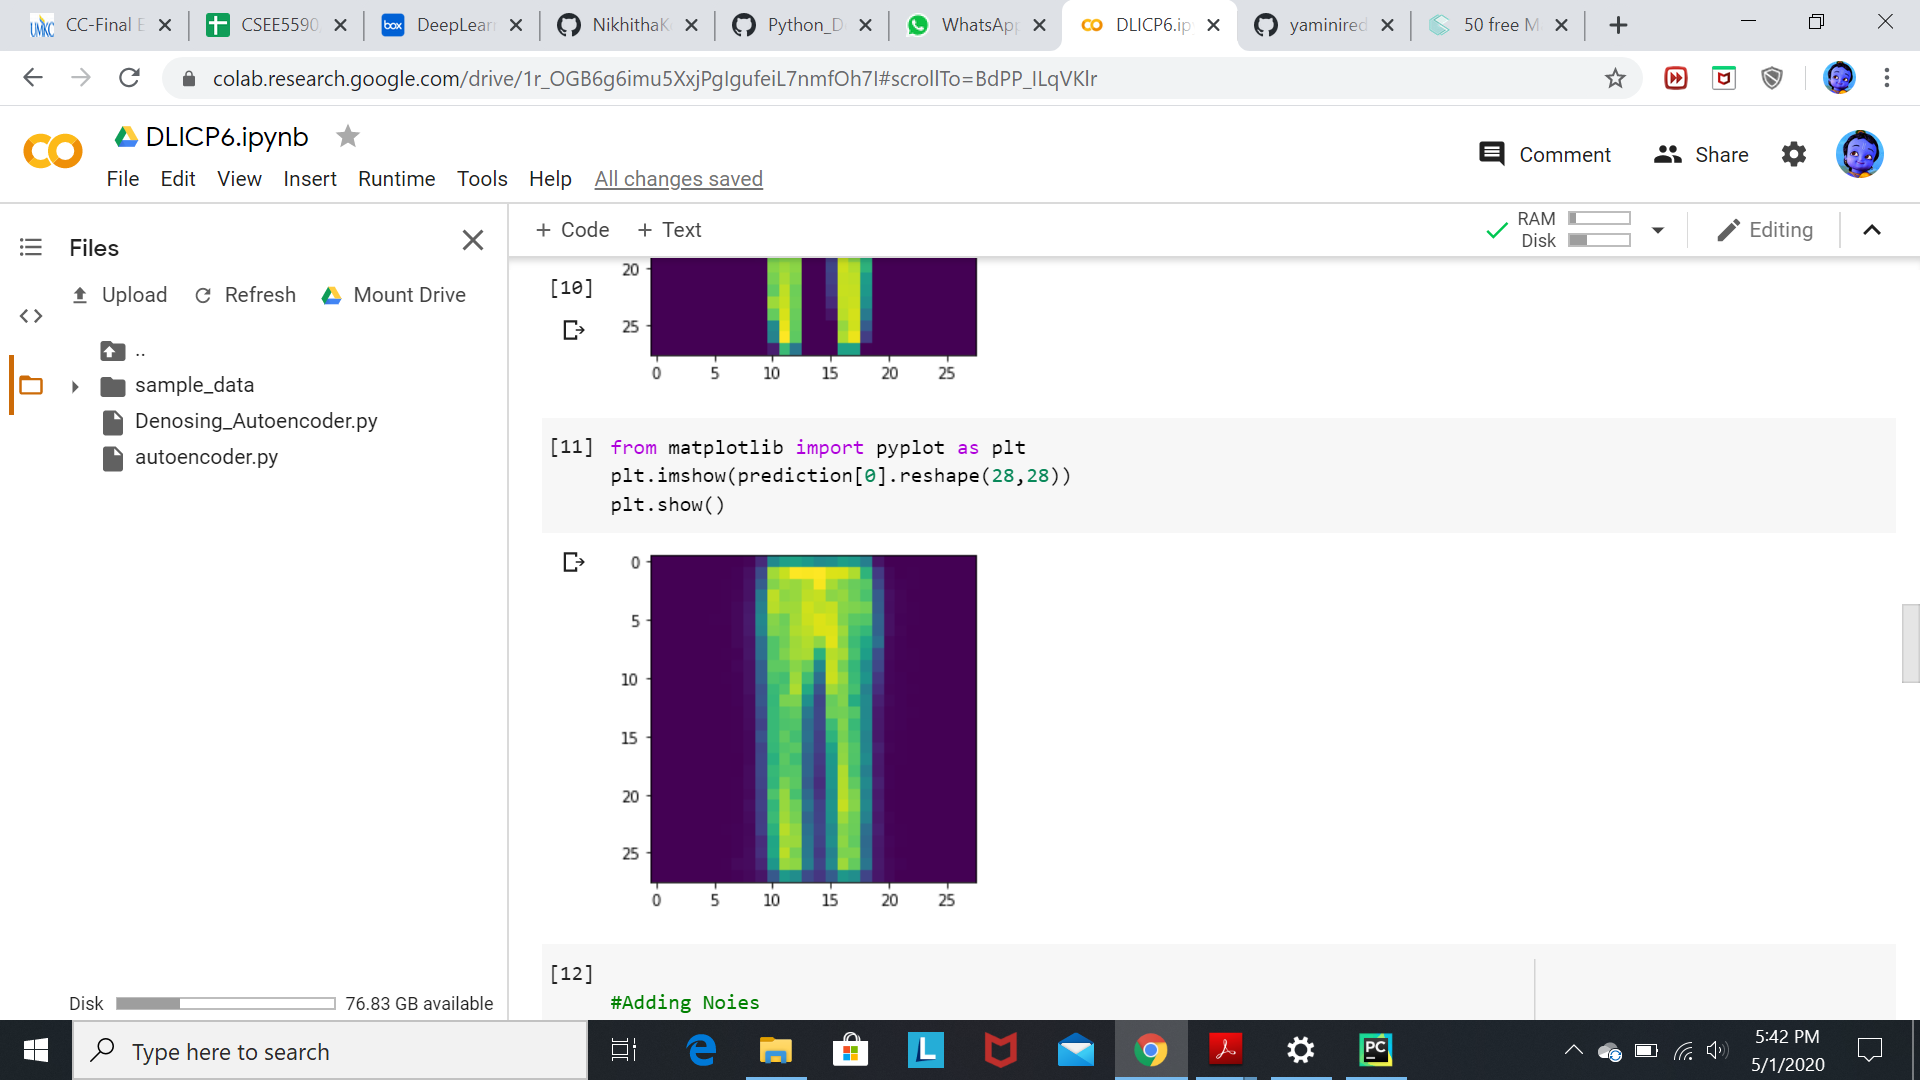 CC-Final E
CSEE5590
DeepLear
NikhithaK
Python_D
WhatsApp
DLICP6.ip
yaminired
50 free M
colab.research.google.com/drive/1r_OGB6g6imu5XxjPgIgufeiL7nmfOh7I#scrollTo=BdPP_ILqVKlr
DLICP6.ipynb
Comment
Share
File Edit View Insert Runtime Tools Help All changes saved
Files
+ Code + Text
RAM
Disk
Editing
Upload Refresh Mount Drive
..
sample_data
Denosing_Autoencoder.py
autoencoder.py
[10]
20
25
0 5 10 15 20 25
[11] from matplotlib import pyplot as plt
plt.imshow(prediction[0].reshape(28,28))
plt.show()
0
5
10
15
20
25
0 5 10 15 20 25
[12]
#Adding Noies
Disk 76.83 GB available
Type here to search
5:42 PM
5/1/2020